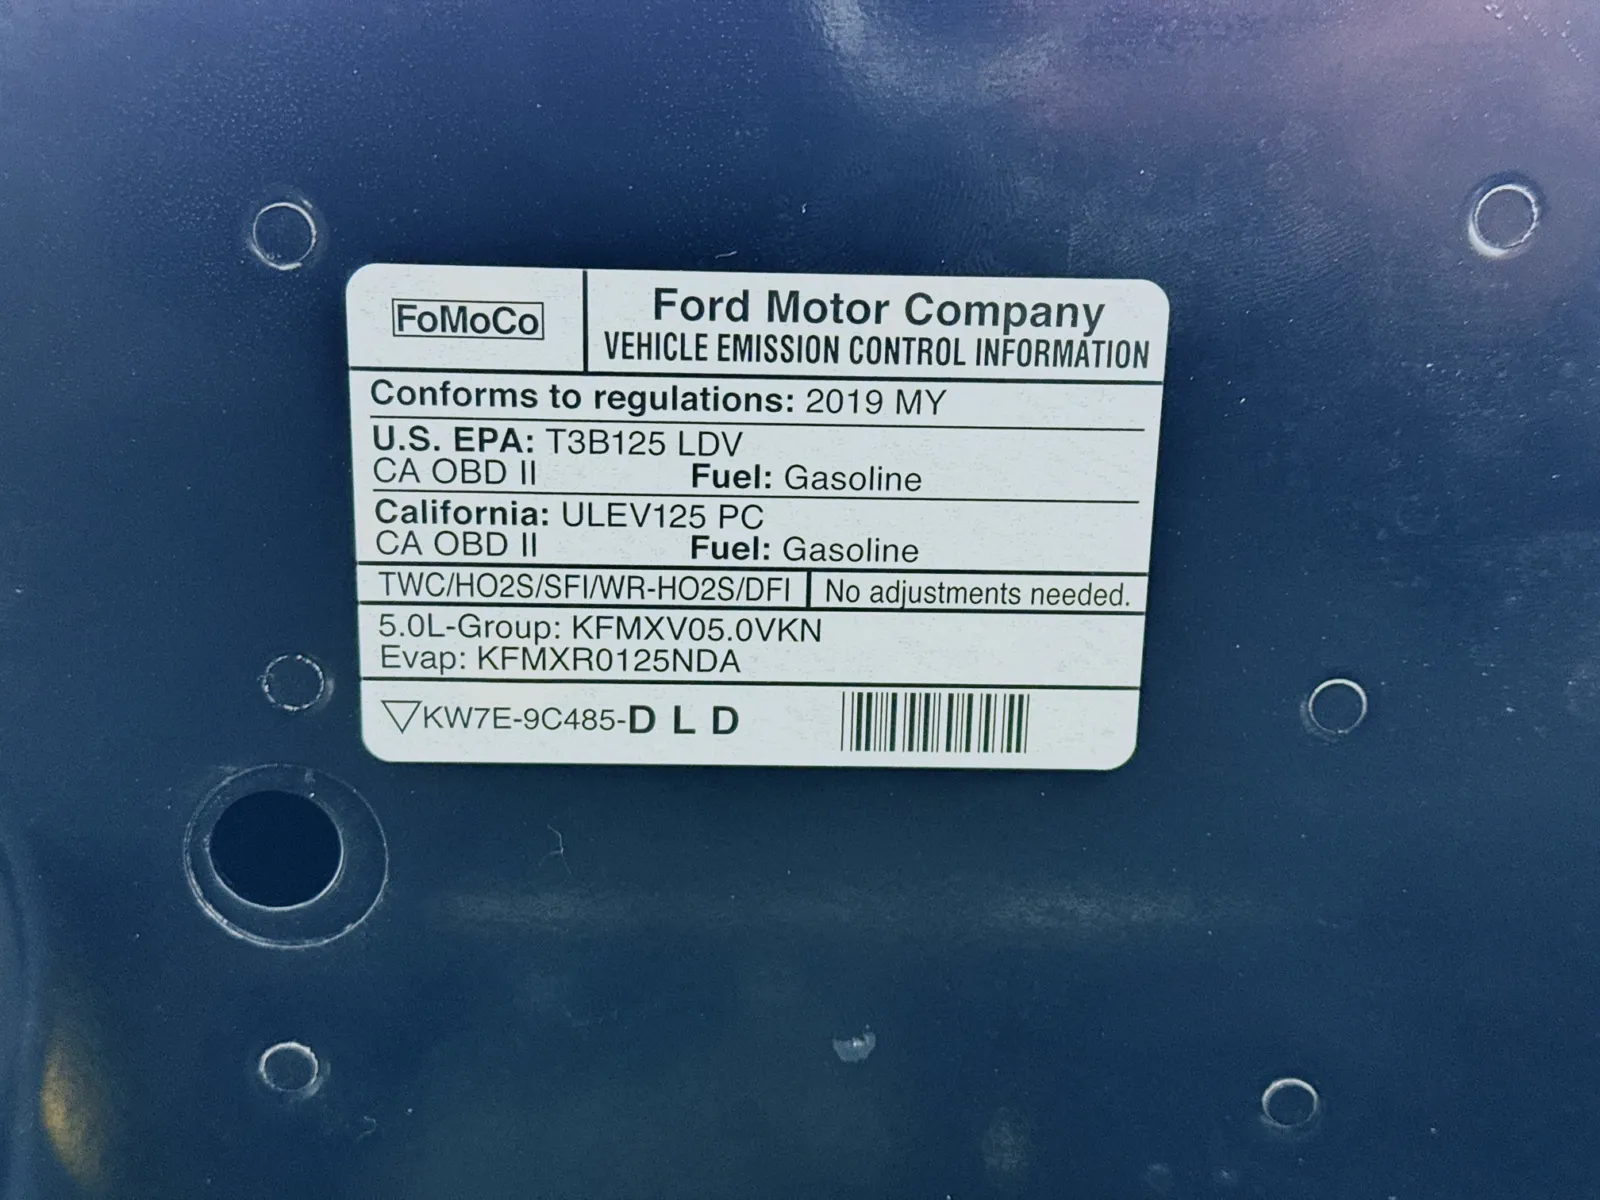 FoMoCo
Ford Motor Company
VEHICLE EMISSION CONTROL INFORMATION
Conforms to regulations: 2019 MY
U.S. EPA: T3B125 LDV
CA OBD II Fuel: Gasoline
California: ULEV125 PC
CA OBD II Fuel: Gasoline
TWC/HO2S/SFI/WR-HO2S/DFI No adjustments needed.
5.0L-Group: KFMXV05.0VKN
Evap: KFMXR0125NDA
KW7E-9C485-D L D